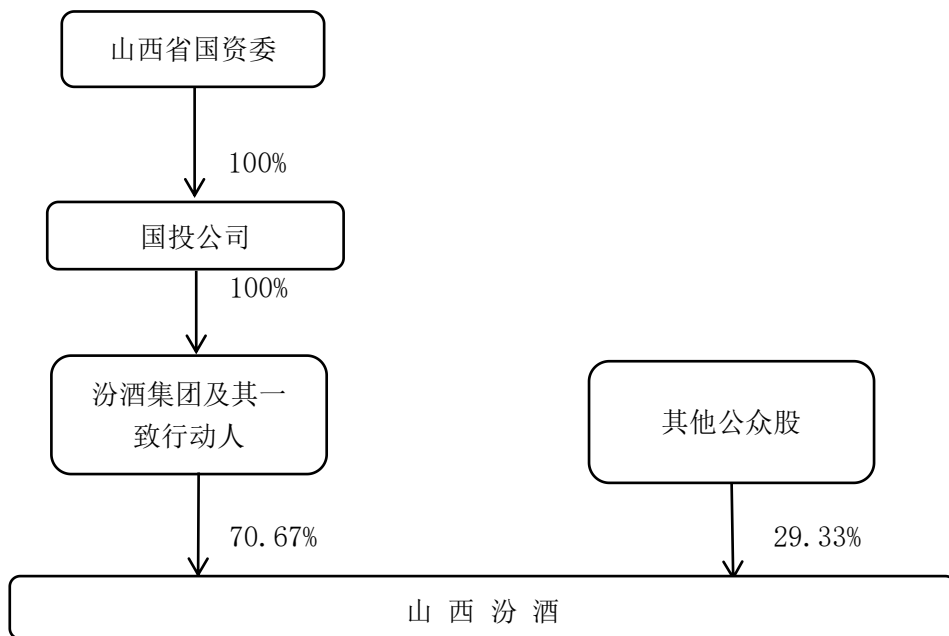 山西省国资委
100%
国投公司
100%
汾酒集团及其一
致行动人
其他公众股
70.67%
29.33%
山 西 汾 酒